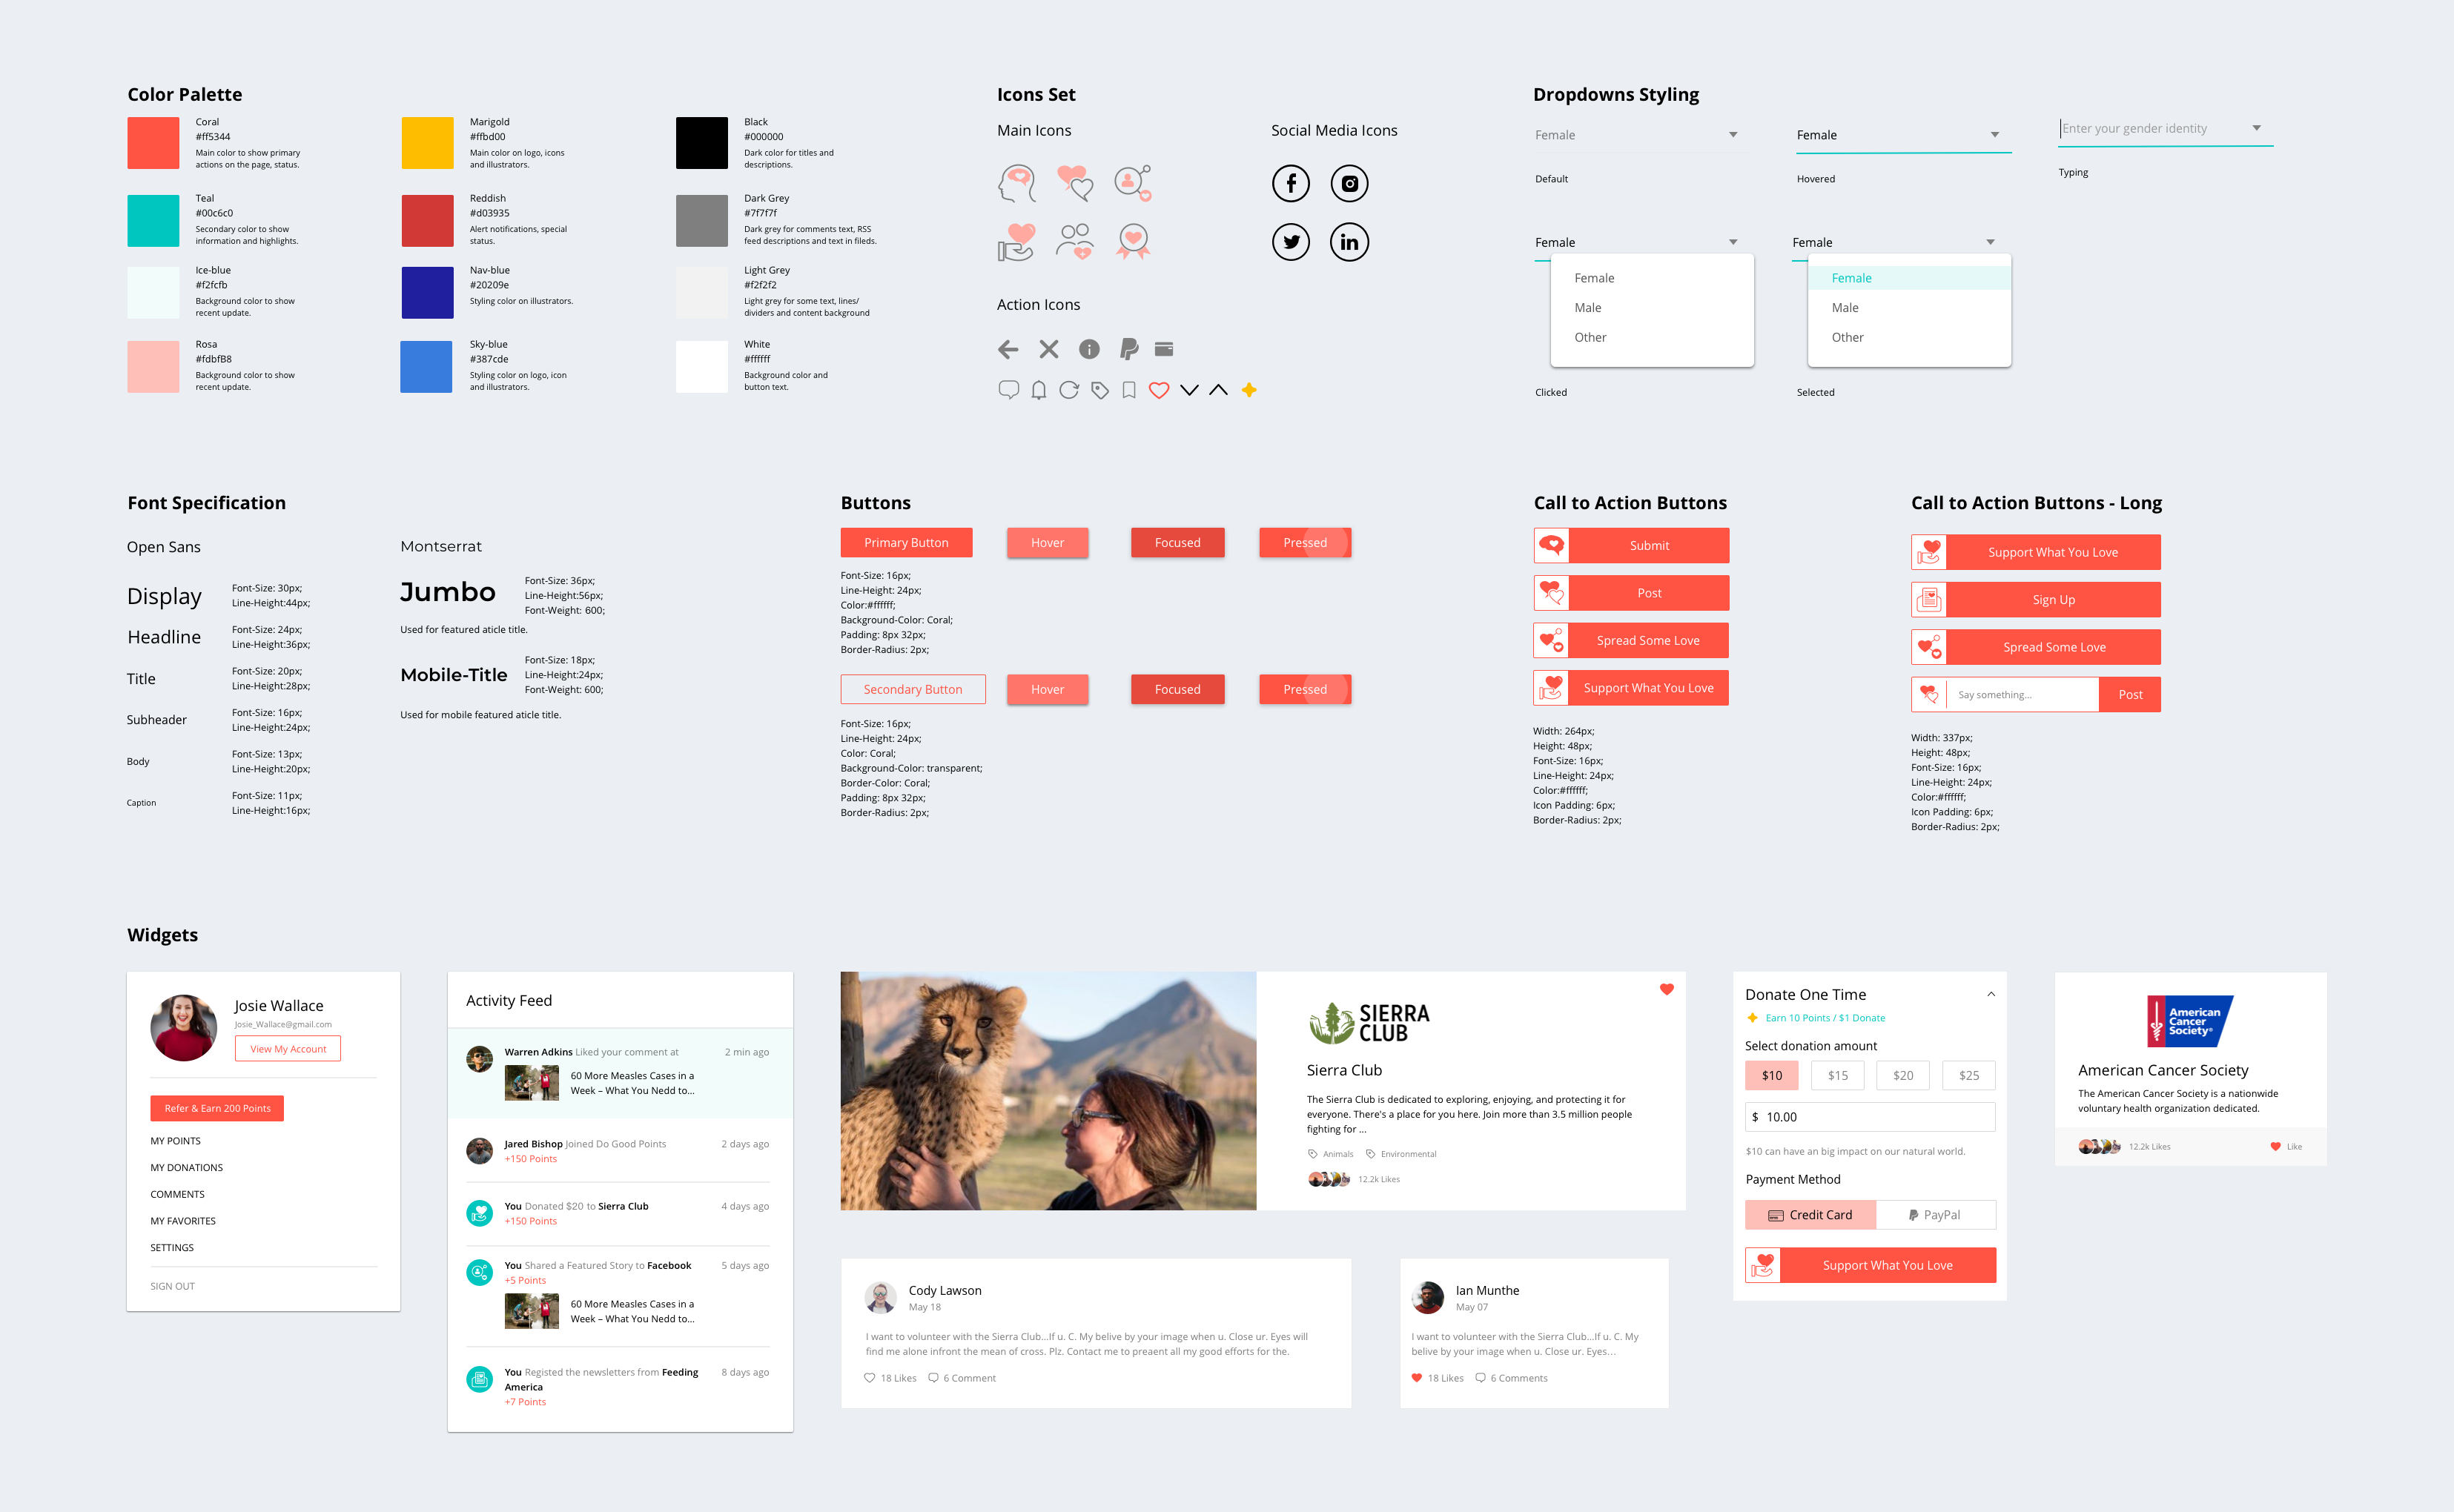 Color Palette
Coral
#ff5344
Main color to show primary
actions on the page, status.
Teal
#00c6c0
Secondary color to show
information and highlights.
Ice-blue
#f2fcfb
Background color to show
recent update.
Rosa
#fdbfB8
Background color to show
recent update.
Marigold
#ffbd00
Main color on logo, icons
and illustrators.
Reddish
#d03935
Alert notifications, special
status.
Nav-blue
#20209e
Styling color on illustrators.
Sky-blue
#387cde
Styling color on logo, icon
and illustrators.
Black
#000000
Dark color for titles and
descriptions.
Dark Grey
#7f7f7f
Dark grey for comments text, RSS
feed descriptions and text in fileds.
Light Grey
#f2f2f2
Light grey for some text, lines/
dividers and content background
White
#ffffff
Background color and
button text.
Icons Set
Main Icons
Social Media Icons
Action Icons
Dropdowns Styling
Female
Default
Female
Hovered
Enter your gender identity
Typing
Female
Female
Male
Other
Clicked
Female
Female
Male
Other
Selected
Font Specification
Open Sans
Display
Font-Size: 30px;
Line-Height:44px;
Headline
Font-Size: 24px;
Line-Height:36px;
Title
Font-Size: 20px;
Line-Height:28px;
Subheader
Font-Size: 16px;
Line-Height:24px;
Body
Font-Size: 13px;
Line-Height:20px;
Caption
Font-Size: 11px;
Line-Height:16px;
Montserrat
Jumbo
Font-Size: 36px;
Line-Height:56px;
Font-Weight: 600;
Used for featured aticle title.
Mobile-Title
Font-Size: 18px;
Line-Height:24px;
Font-Weight: 600;
Used for mobile featured aticle title.
Buttons
Primary Button
Hover
Focused
Pressed
Font-Size: 16px;
Line-Height: 24px;
Color:#ffffff;
Background-Color: Coral;
Padding: 8px 32px;
Border-Radius: 2px;
Secondary Button
Hover
Focused
Pressed
Font-Size: 16px;
Line-Height: 24px;
Color: Coral;
Background-Color: transparent;
Border-Color: Coral;
Padding: 8px 32px;
Border-Radius: 2px;
Call to Action Buttons
Submit
Post
Spread Some Love
Support What You Love
Width: 264px;
Height: 48px;
Font-Size: 16px;
Line-Height: 24px;
Color:#ffffff;
Icon Padding: 6px;
Border-Radius: 2px;
Call to Action Buttons - Long
Support What You Love
Sign Up
Spread Some Love
Say something...
Post
Width: 337px;
Height: 48px;
Font-Size: 16px;
Line-Height: 24px;
Color:#ffffff;
Icon Padding: 6px;
Border-Radius: 2px;
Widgets
Josie Wallace
Josie_Wallace@gmail.com
View My Account
Refer & Earn 200 Points
MY POINTS
MY DONATIONS
COMMENTS
MY FAVORITES
SETTINGS
SIGN OUT
Activity Feed
Warren Adkins Liked your comment at
2 min ago
60 More Measles Cases in a
Week – What You Nedd to...
Jared Bishop Joined Do Good Points
2 days ago
+150 Points
You Donated $20 to Sierra Club
4 days ago
+150 Points
You Shared a Featured Story to Facebook
5 days ago
+5 Points
60 More Measles Cases in a
Week – What You Nedd to...
You Registed the newsletters from Feeding
America
8 days ago
+7 Points
SIERRA
CLUB
Sierra Club
The Sierra Club is dedicated to exploring, enjoying, and protecting it for
everyone. There's a place for you here. Join more than 3.5 million people
fighting for ...
Animals
Environmental
12.2k Likes
Cody Lawson
May 18
I want to volunteer with the Sierra Club...If u. C. My belive by your image when u. Close ur. Eyes will
find me alone infront the mean of cross. Plz. Contact me to preaent all my good efforts for the.
18 Likes
6 Comment
Ian Munthe
May 07
I want to volunteer with the Sierra Club...If u. C. My
belive by your image when u. Close ur. Eyes...
18 Likes
6 Comments
Donate One Time
Earn 10 Points / $1 Donate
Select donation amount
$10
$15
$20
$25
$ 10.00
$10 can have an big impact on our natural world.
Payment Method
Credit Card
PayPal
Support What You Love
American
Cancer
Society®
American Cancer Society
The American Cancer Society is a nationwide
voluntary health organization dedicated.
12.2k Likes
Like